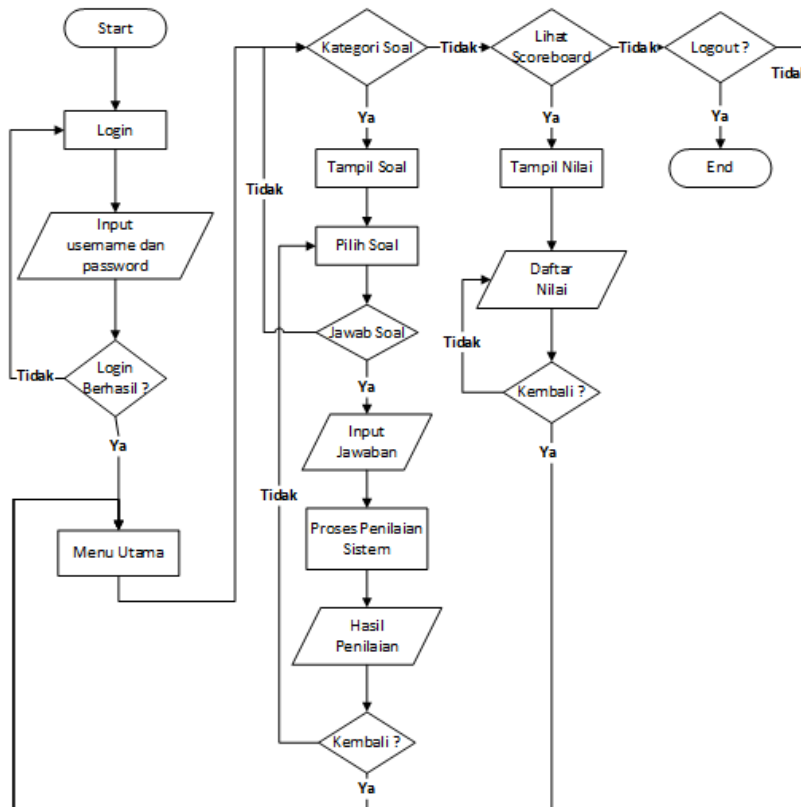 Start
Login
Input
username dan
password
Login
Berhasil ?
Tidak
Ya
Menu Utama
Kategori Soal
Tidak
Ya
Tampil Soal
Tidak
Pilih Soal
Jawab Soal
Ya
Input
Jawaban
Tidak
Proses Penilaian
Sistem
Hasil
Penilaian
Kembali ?
Ya
Lihat
Scoreboard
Tidak
Ya
Tampil Nilai
Daftar
Nilai
Tidak
Kembali ?
Ya
Logout ?
Tidak
Ya
End